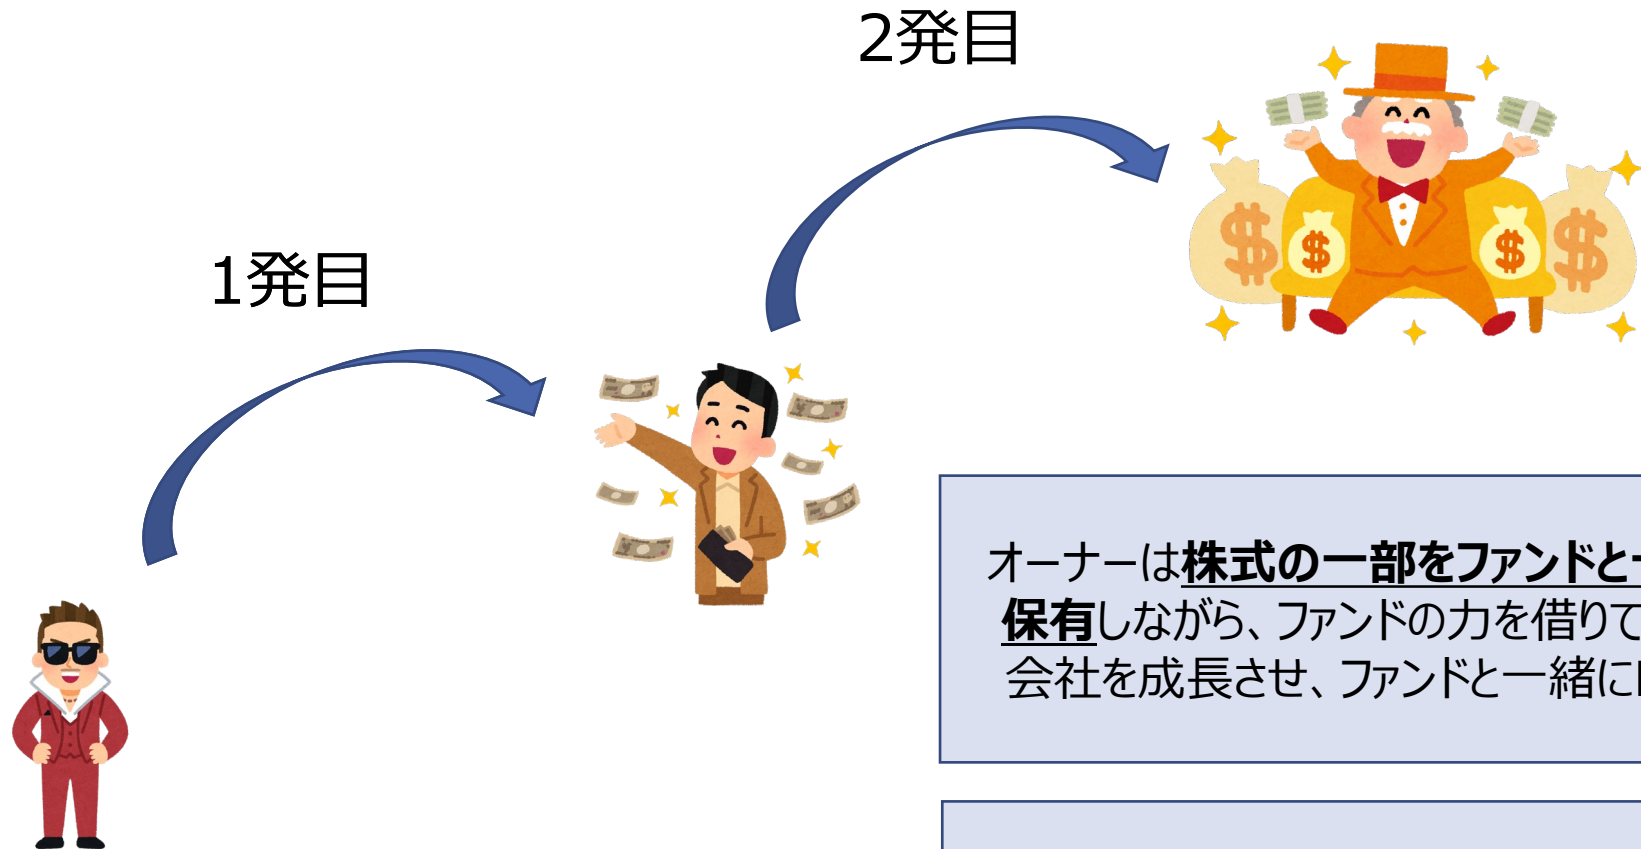 2発目
1発目
オーナーは株式の一部をファンドと
保有しながら、ファンドの力を借りて
会社を成長させ、ファンドと一緒に